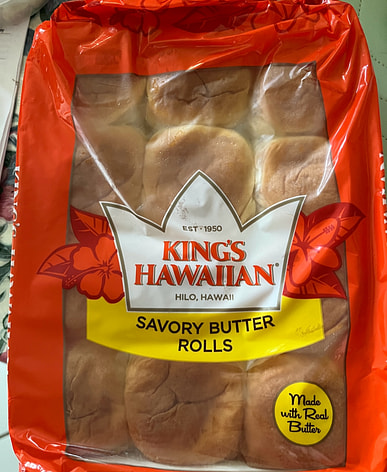 EST • 1950
KING'S
HAWAIIAN®
HILO, HAWAII
SAVORY BUTTER
ROLLS
Made
with Real
Butter